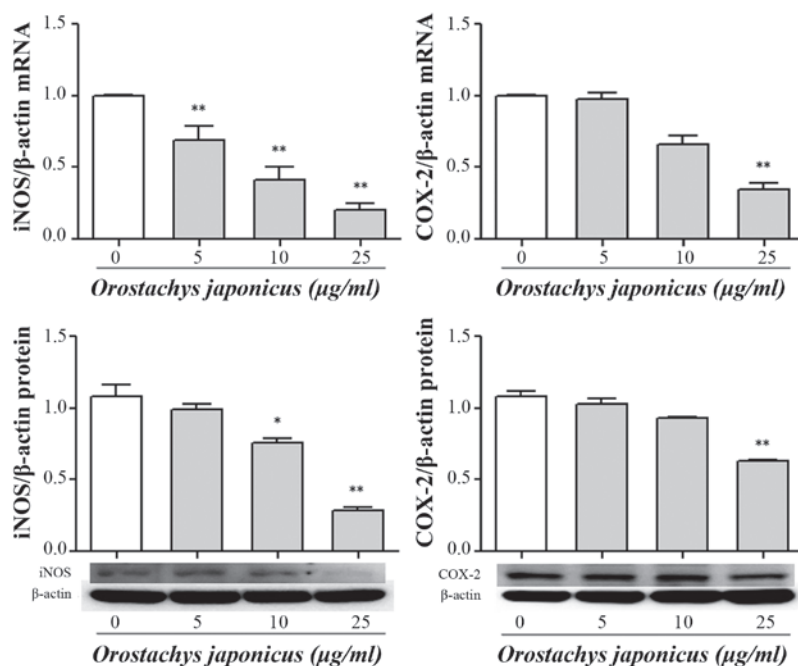 iNOS/β-actin mRNA
1.5
1.0
0.5
0.0
**
**
**
0 5 10 25
Orostachys japonicus (µg/ml)
COX-2/β-actin mRNA
1.5
1.0
0.5
0.0
**
0 5 10 25
Orostachys japonicus (µg/ml)
iNOS/β-actin protein
1.5
1.0
0.5
0.0
*
**
iNOS
β-actin
0 5 10 25
Orostachys japonicus (µg/ml)
COX-2/β-actin protein
1.5
1.0
0.5
0.0
**
COX-2
β-actin
0 5 10 25
Orostachys japonicus (µg/ml)